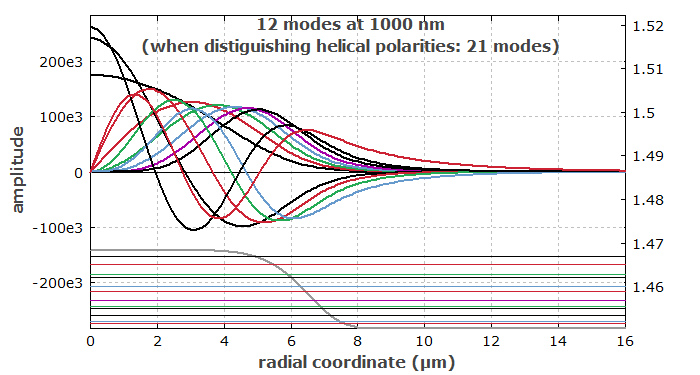 12 modes at 1000 nm
(when distiguishing helical polarities: 21 modes)
amplitude
200e3
100e3
0
-100e3
-200e3
1.52
1.51
1.5
1.49
1.48
1.47
1.46
0 2 4 6 8 10 12 14 16
radial coordinate (µm)